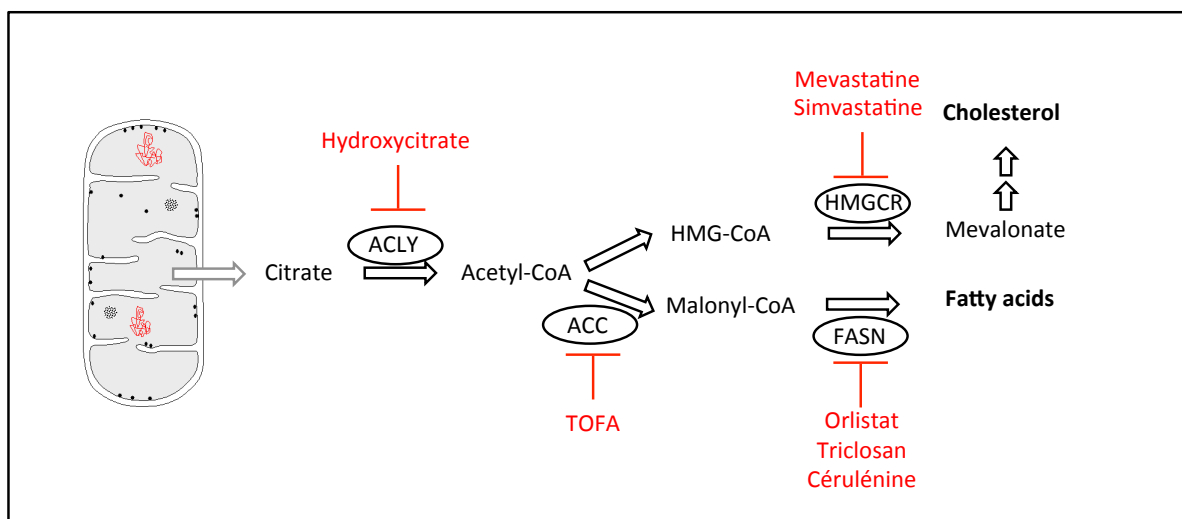 Mevastatine
Simvastatine
Cholesterol
Hydroxycitrate
HMGCR
ACLY
HMG-CoA
Mevalonate
Citrate
Acetyl-CoA
Malonyl-CoA
Fatty acids
ACC
FASN
TOFA
Orlistat
Triclosan
Cérulénine